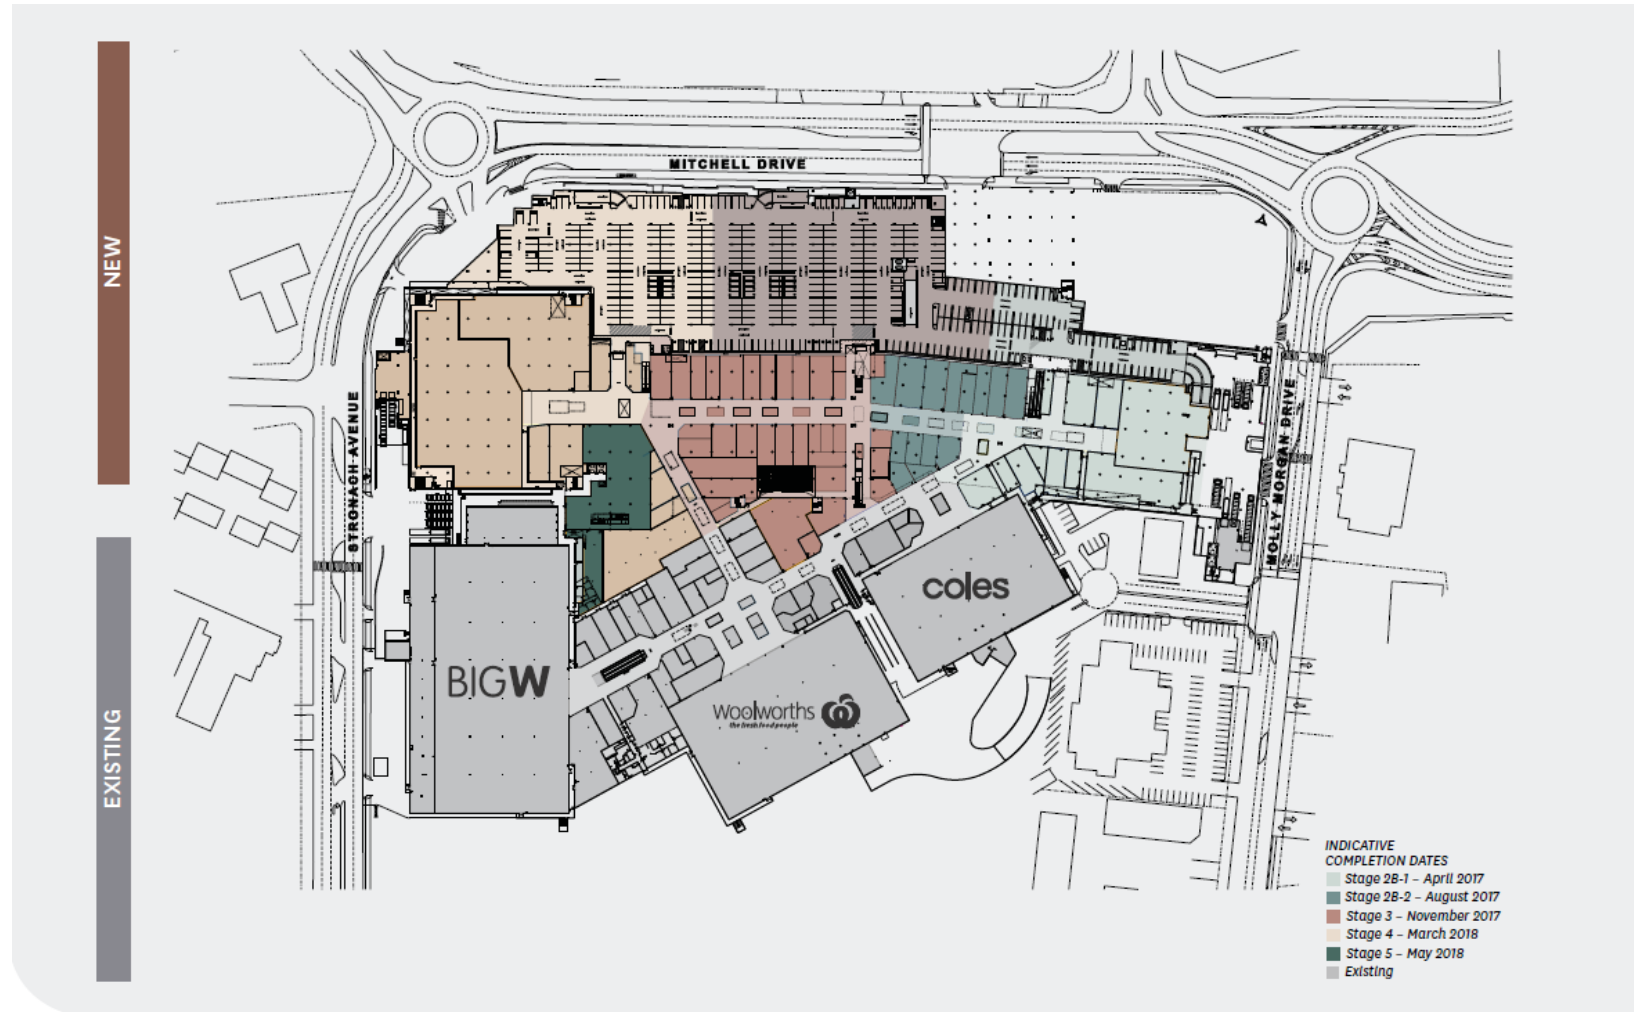 NEW
EXISTING
MITCHELL DRIVE
STRONACH AVENUE
MOLLY MORGAN DRIVE
coles
BIGW
Woolworths
the fresh food people
INDICATIVE
COMPLETION DATES
Stage 2B-1 – April 2017
Stage 2B-2 – August 2017
Stage 3 – November 2017
Stage 4 – March 2018
Stage 5 – May 2018
Existing